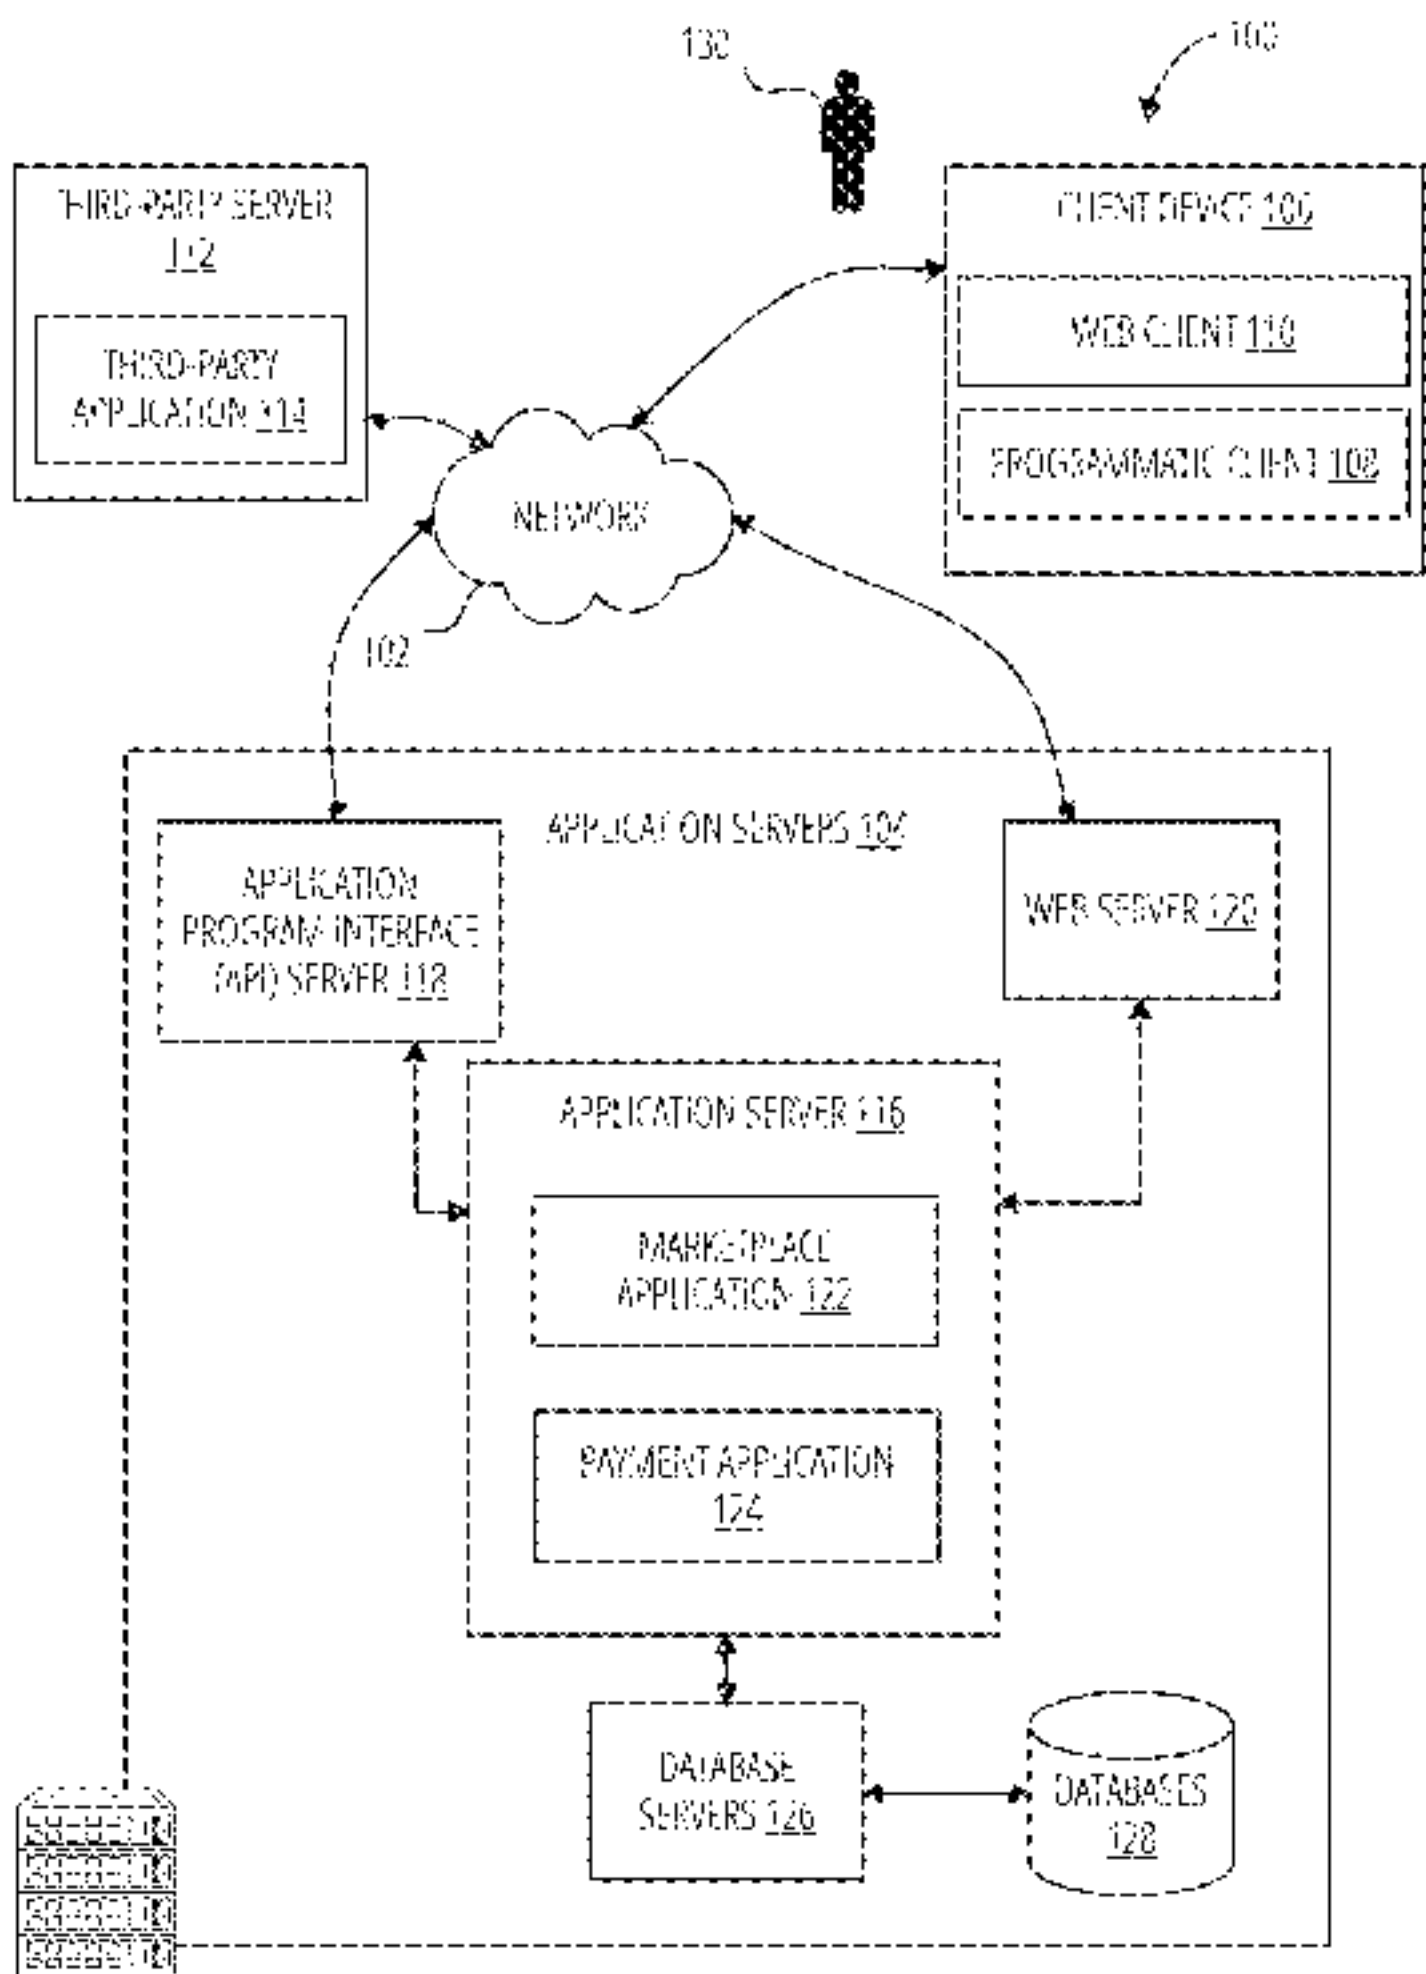 130
100
THIRD-PARTY SERVER
112
THIRD-PARTY
APPLICATION 114
CLIENT DEVICE 106
WEB CLIENT 110
PROGRAMMATIC CLIENT 108
NETWORK
102
APPLICATION SERVERS 104
APPLICATION
PROGRAM INTERFACE
(API) SERVER 118
WEB SERVER 120
APPLICATION SERVER 116
MARKETPLACE
APPLICATION 122
PAYMENT APPLICATION
124
DATABASE
SERVERS 126
DATABASES
128